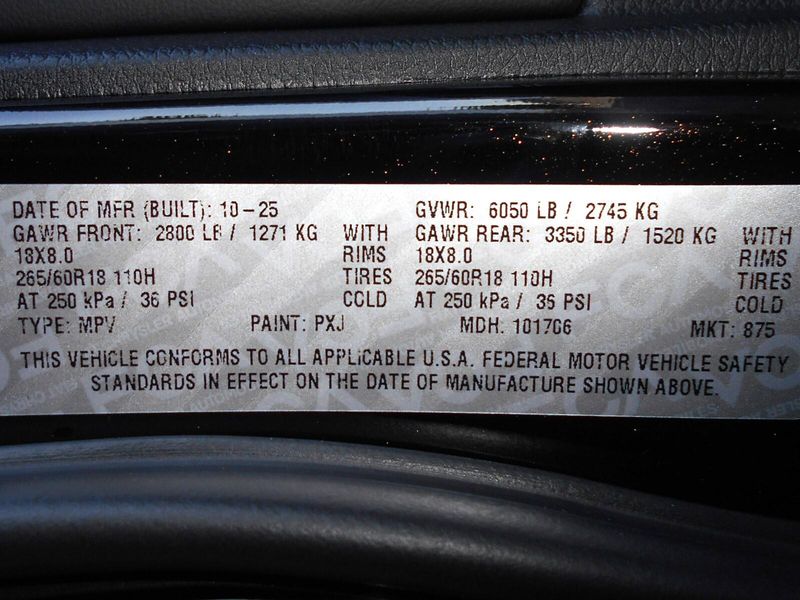 DATE OF MFR (BUILT): 10-25 GVWR: 6050 LB / 2745 KG
GAWR FRONT: 2800 LB / 1271 KG WITH GAWR REAR: 3350 LB / 1520 KG WITH
18X8.0 RIMS 18X8.0 RIMS
265/60R18 110H TIRES 265/60R18 110H TIRES
AT 250 kPa / 36 PSI COLD AT 250 kPa / 36 PSI COLD
TYPE: MPV PAINT: PXJ MDH: 101706 MKT: 875
THIS VEHICLE CONFORMS TO ALL APPLICABLE U.S.A. FEDERAL MOTOR VEHICLE SAFETY
STANDARDS IN EFFECT ON THE DATE OF MANUFACTURE SHOWN ABOVE.